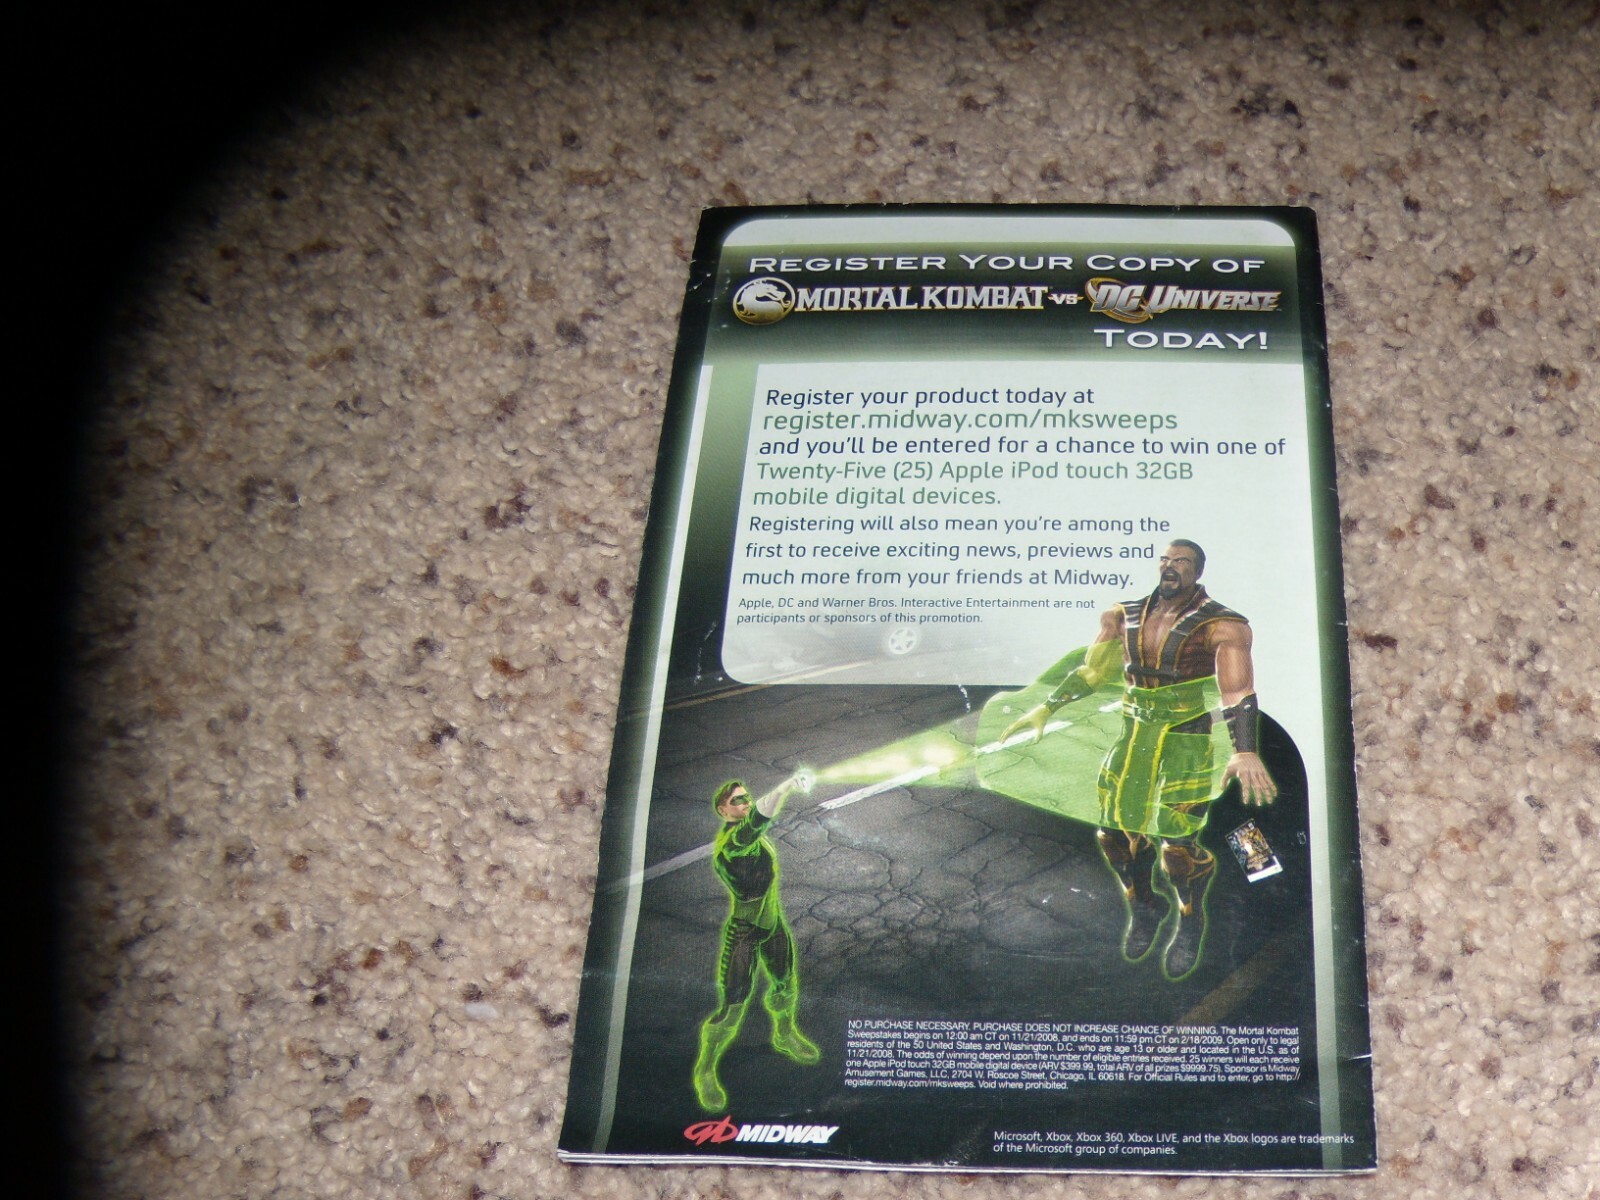 REGISTER YOUR COPY OF
MORTAL KOMBAT VS DC UNIVERSE
TODAY!
Register your product today at
register.midway.com/mksweeps
and you'll be entered for a chance to win one of
Twenty-Five (25) Apple iPod touch 32GB
mobile digital devices.
Registering will also mean you're among the
first to receive exciting news, previews and
much more from your friends at Midway.
Apple, DC and Warner Bros. Interactive Entertainment are not
participants or sponsors of this promotion.
NO PURCHASE NECESSARY. PURCHASE DOES NOT INCREASE CHANCE OF WINNING. The Mortal Kombat
Sweepstakes begins on 12:00 am CT on 11/21/2008, and ends on 11:59 pm CT on 2/18/2009. Open only to legal
residents of the 50 United States and Washington, D.C. who are age 13 or older and located in the U.S. as of
11/21/2008. The odds of winning depend upon the number of eligible entries received. 25 winners will each receive
one Apple iPod touch 32GB mobile digital device (ARV $399.99, total ARV of all prizes $9999.75). Sponsor is Midway
Amusement Games, LLC, 2704 W. Roscoe Street, Chicago, IL 60618. For Official Rules and to enter, go to http://
register.midway.com/mksweeps. Void where prohibited.
MIDWAY
Microsoft, Xbox, Xbox 360, Xbox LIVE, and the Xbox logos are trademarks
of the Microsoft group of companies.